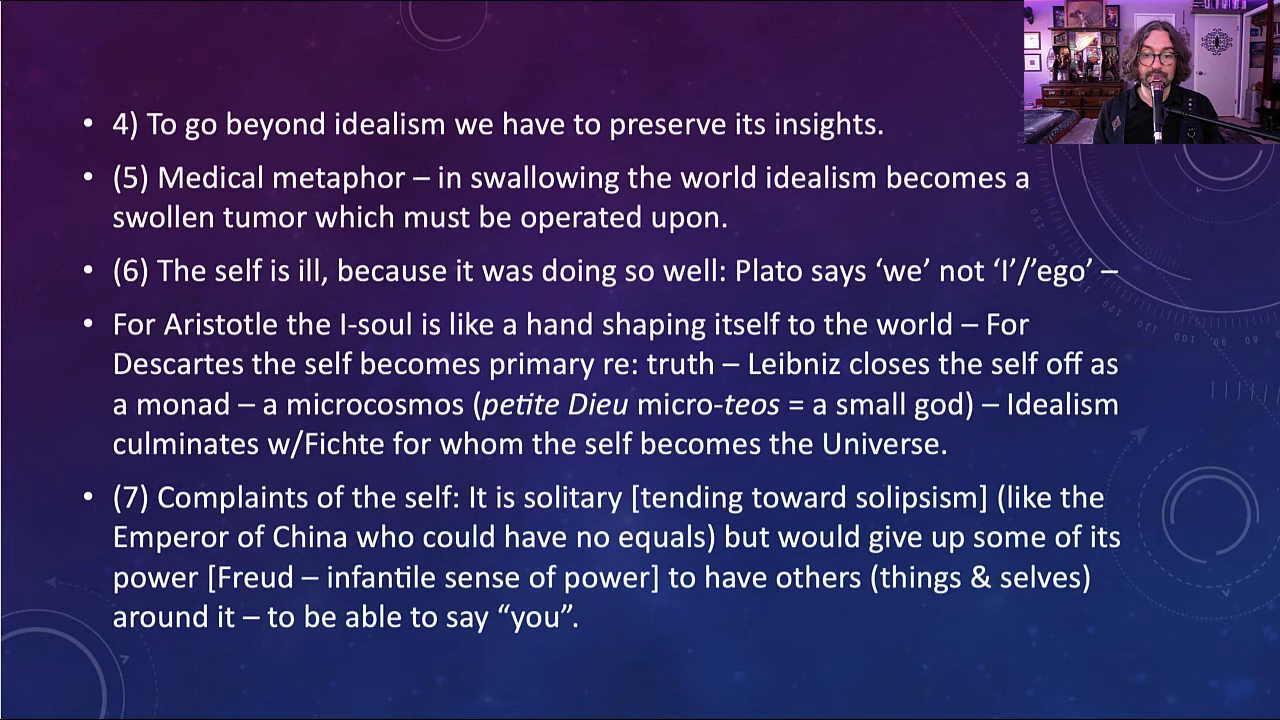 • 4) To go beyond idealism we have to preserve its insights.
• (5) Medical metaphor – in swallowing the world idealism becomes a
swollen tumor which must be operated upon.
• (6) The self is ill, because it was doing so well: Plato says ‘we’ not ‘I’/’ego’ –
• For Aristotle the I-soul is like a hand shaping itself to the world – For
Descartes the self becomes primary re: truth – Leibniz closes the self off as
a monad – a microcosmos (petite Dieu micro-teos = a small god) – Idealism
culminates w/Fichte for whom the self becomes the Universe.
• (7) Complaints of the self: It is solitary [tending toward solipsism] (like the
Emperor of China who could have no equals) but would give up some of its
power [Freud – infantile sense of power] to have others (things & selves)
around it – to be able to say “you”.